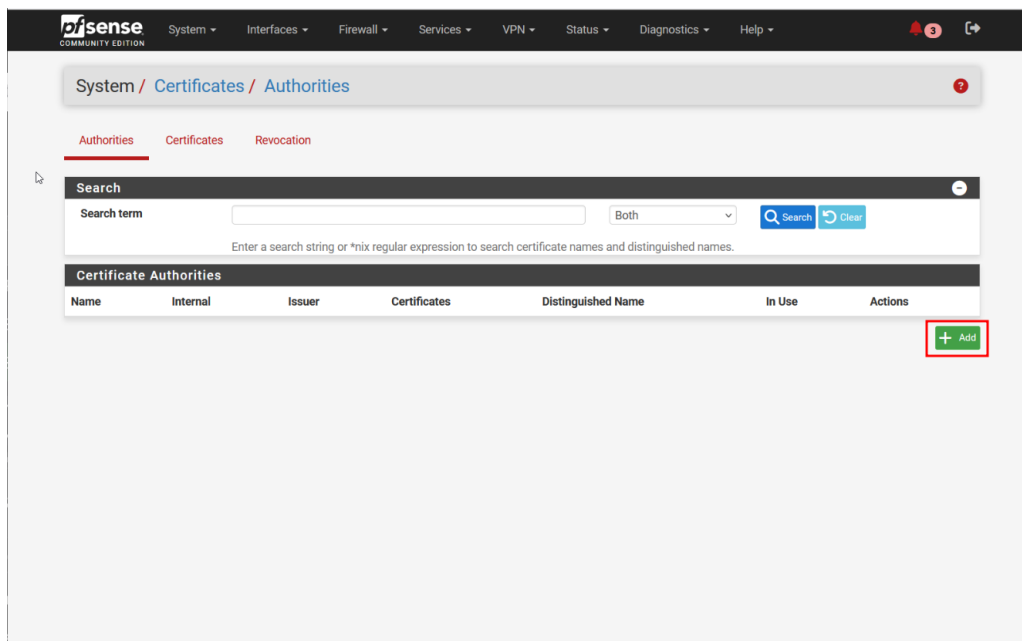 pfsense System Interfaces Firewall Services VPN Status Diagnostics Help 3
COMMUNITY EDITION
System / Certificates / Authorities ?
Authorities Certificates Revocation
Search
Search term Both Search Clear
Enter a search string or *nix regular expression to search certificate names and distinguished names.
Certificate Authorities
Name Internal Issuer Certificates Distinguished Name In Use Actions
+ Add